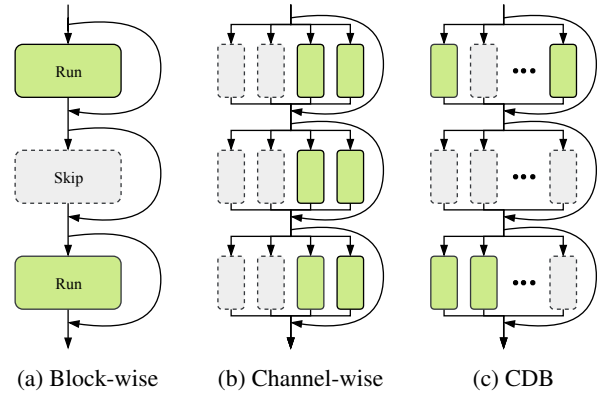 Run
Skip
Run
(a) Block-wise
(b) Channel-wise
(c) CDB